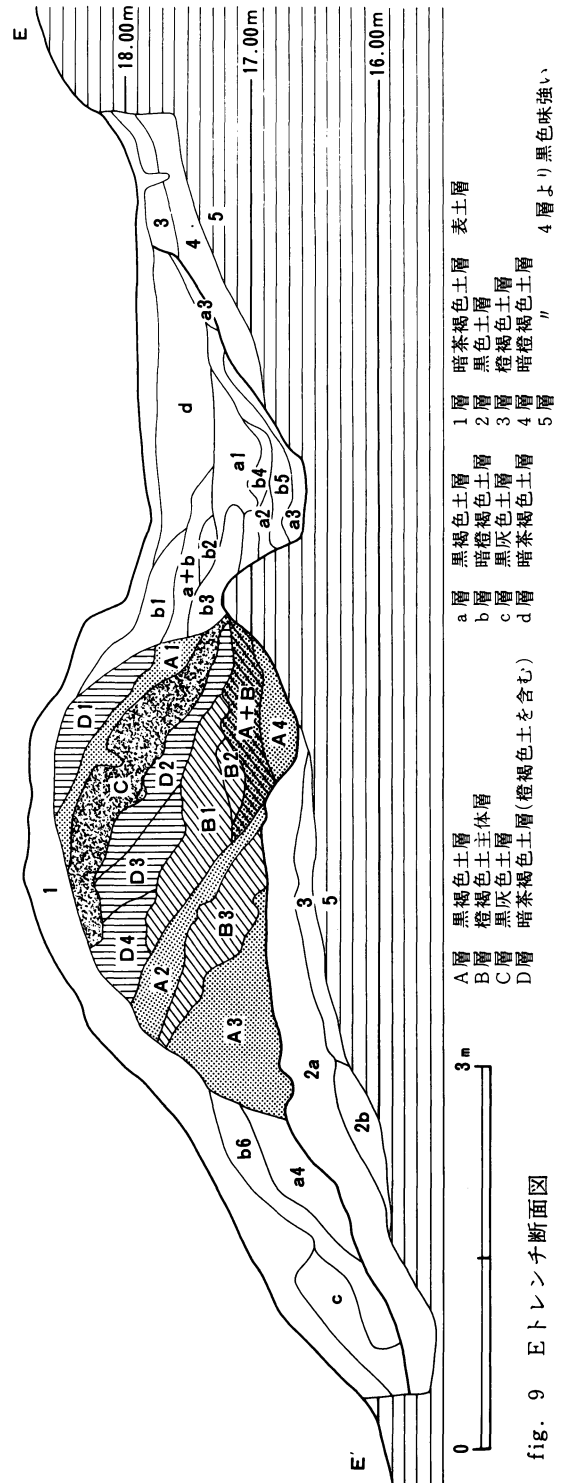 E
18.00m
17.00m
16.00m
E'
1
D1
A1
C
D2
D3
D4
B1
B2
A+B
A4
A2
B3
A3
b1
a+b
b2
b3
d
a1
b4
a2
b5
a3
a3
3
4
5
3
5
2a
2b
b6
a4
c
0
3m
A層 黒褐色土層
B層 橙褐色土主体層
C層 黒灰色土層
D層 暗茶褐色土層(橙褐色土を含む)
a層 黒褐色土層
b層 暗橙褐色土層
c層 黒灰色土層
d層 暗茶褐色土層
1層 暗茶褐色土層 表土層
2層 黒色土層
3層 橙褐色土層
4層 暗橙褐色土層
5層 〃 4層より黒色味強い
fig. 9 Eトレンチ断面図